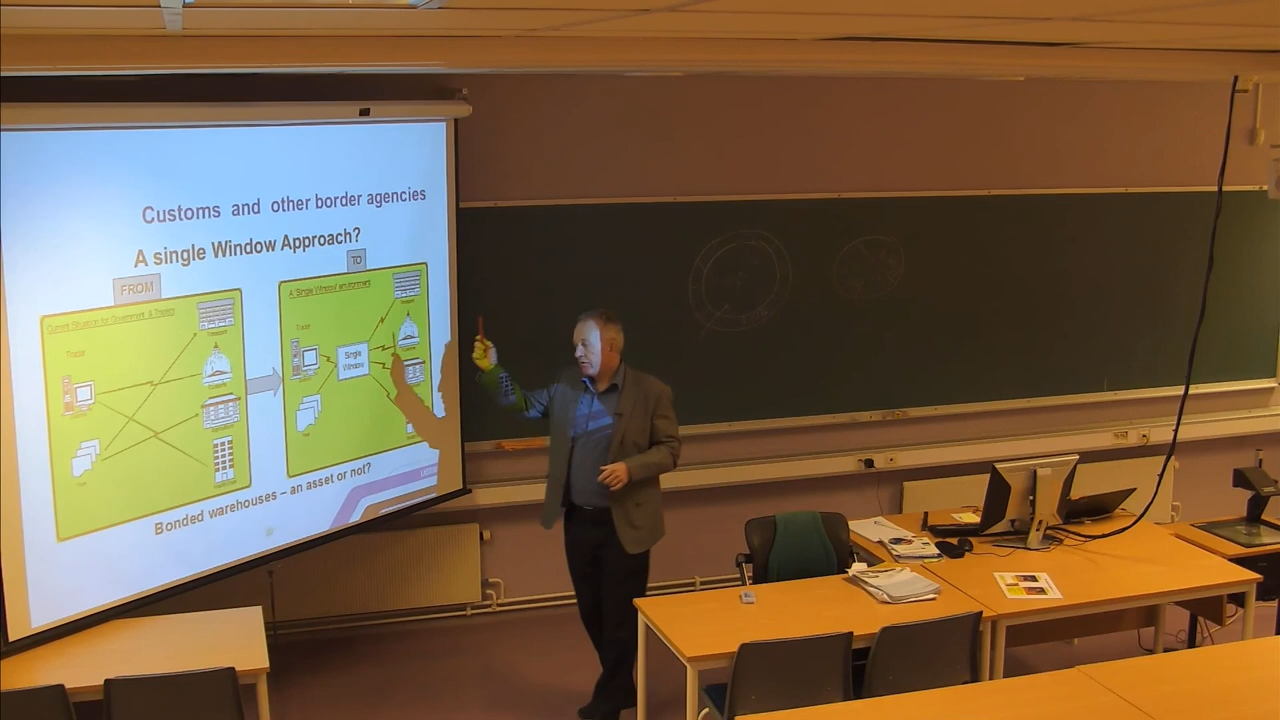 Customs and other border agencies
A single Window Approach?
FROM
TO
Current Situation for Government & Traders
A 'Single Window' environment
Trader
Trader
Single
Window
Bonded warehouses – an asset or not?